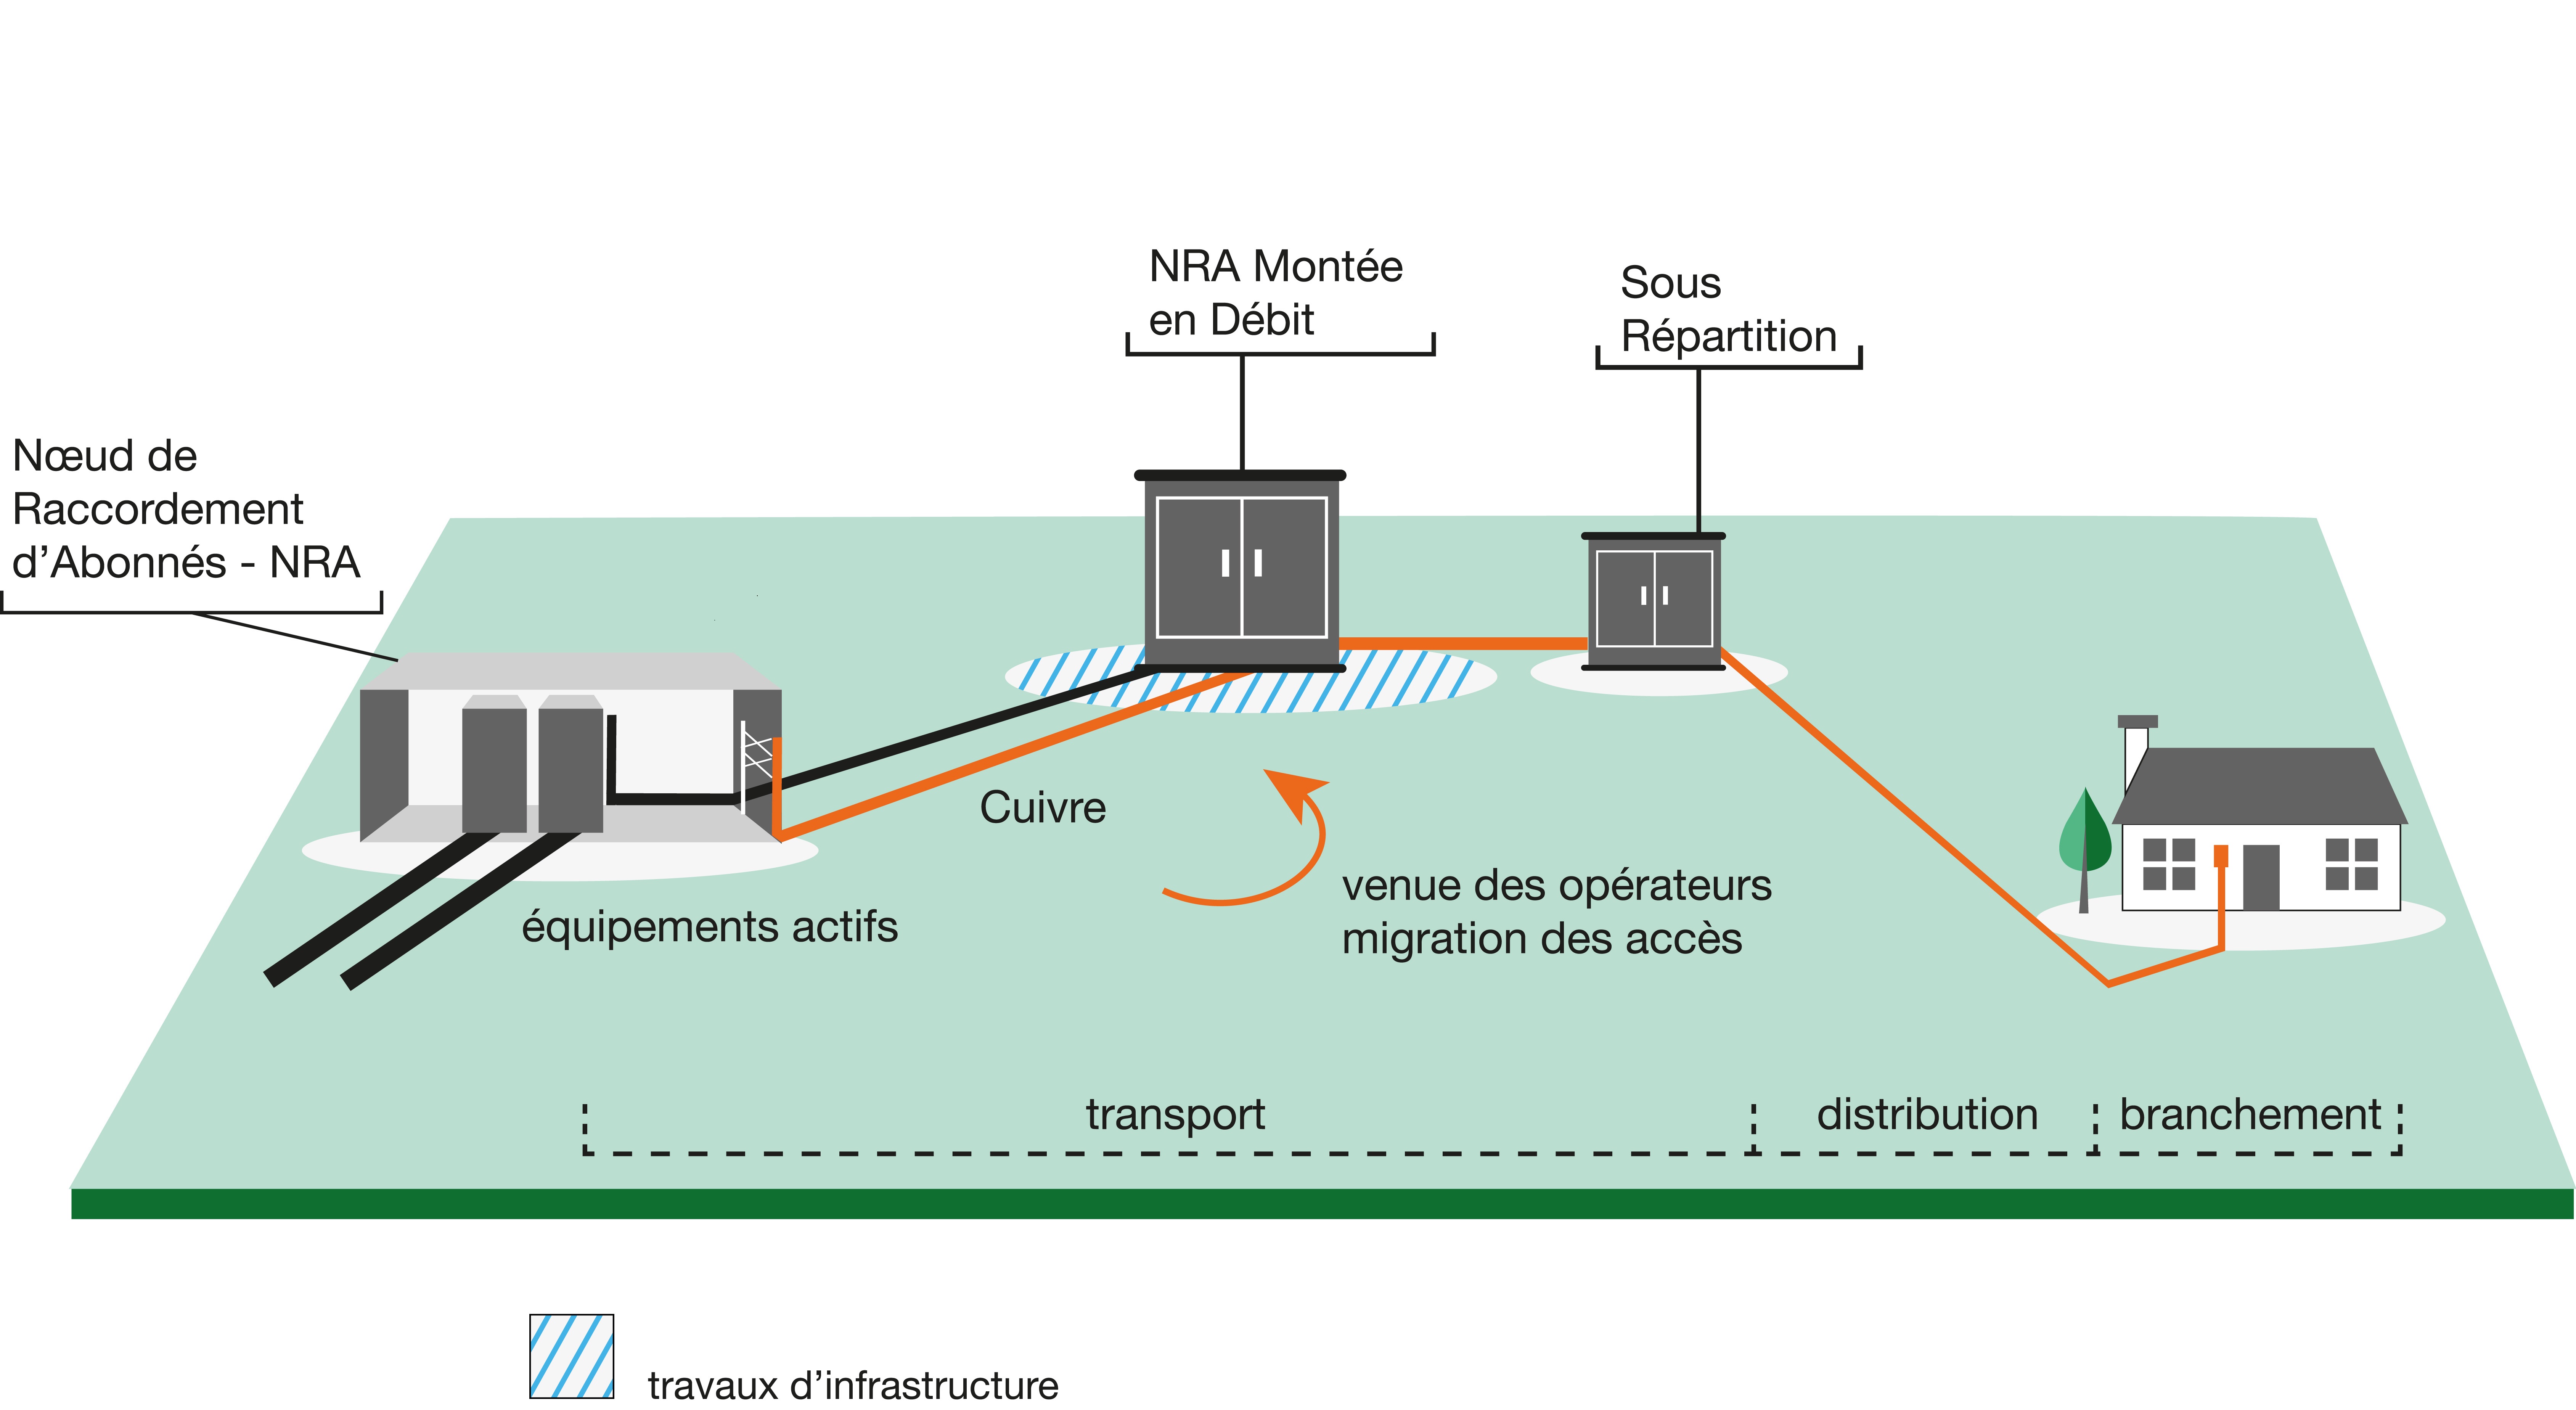 NRA Montée
en Débit
Sous
Répartition
Nœud de
Raccordement
d’Abonnés - NRA
Cuivre
venue des opérateurs
migration des accès
équipements actifs
transport
distribution
branchement
travaux d’infrastructure